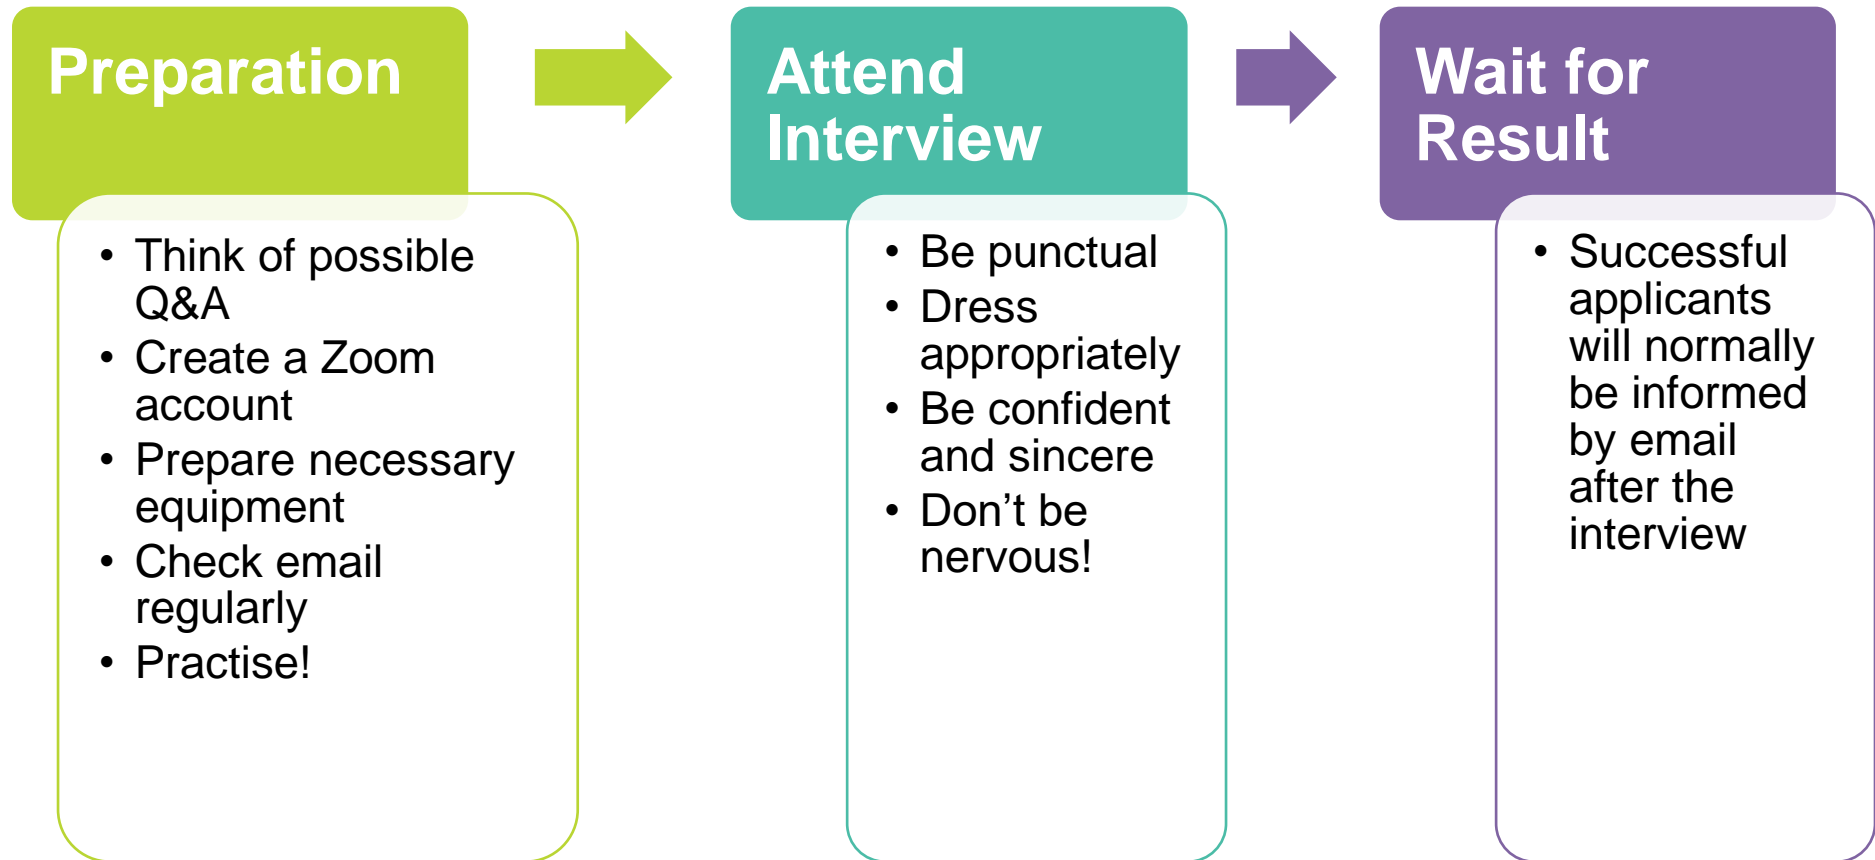 Preparation
• Think of possible
Q&A
• Create a Zoom
account
• Prepare necessary
equipment
• Check email
regularly
• Practise!
Attend
Interview
• Be punctual
• Dress
appropriately
• Be confident
and sincere
• Don’t be
nervous!
Wait for
Result
• Successful
applicants
will normally
be informed
by email
after the
interview